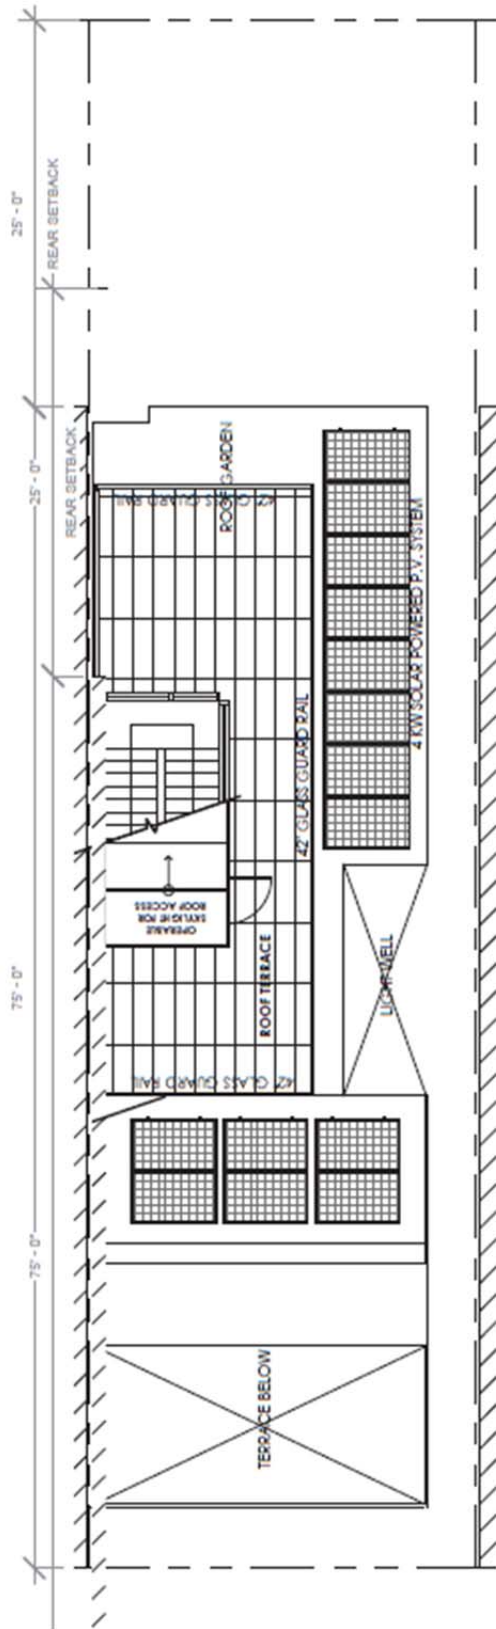 25' - 0"
REAR SETBACK
25' - 0"
REAR SETBACK
ROOF GARDEN
42" GLASS GUARD RAIL
4 KW SOLAR POWERED P.V. SYSTEM
42" GLASS GUARD RAIL
OPERABLE
SKYLIGHT FOR
ROOF ACCESS
ROOF TERRACE
LIGHTWELL
75' - 0"
42" GLASS GUARD RAIL
75' - 0"
TERRACE BELOW